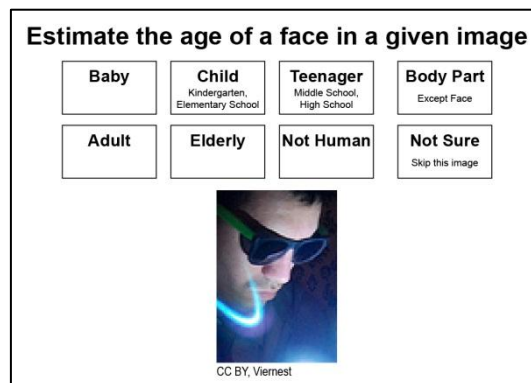 Estimate the age of a face in a given image
Baby
Child
Kindergarten,
Elementary School
Teenager
Middle School,
High School
Body Part
Except Face
Adult
Elderly
Not Human
Not Sure
Skip this image
CC BY, Viernest